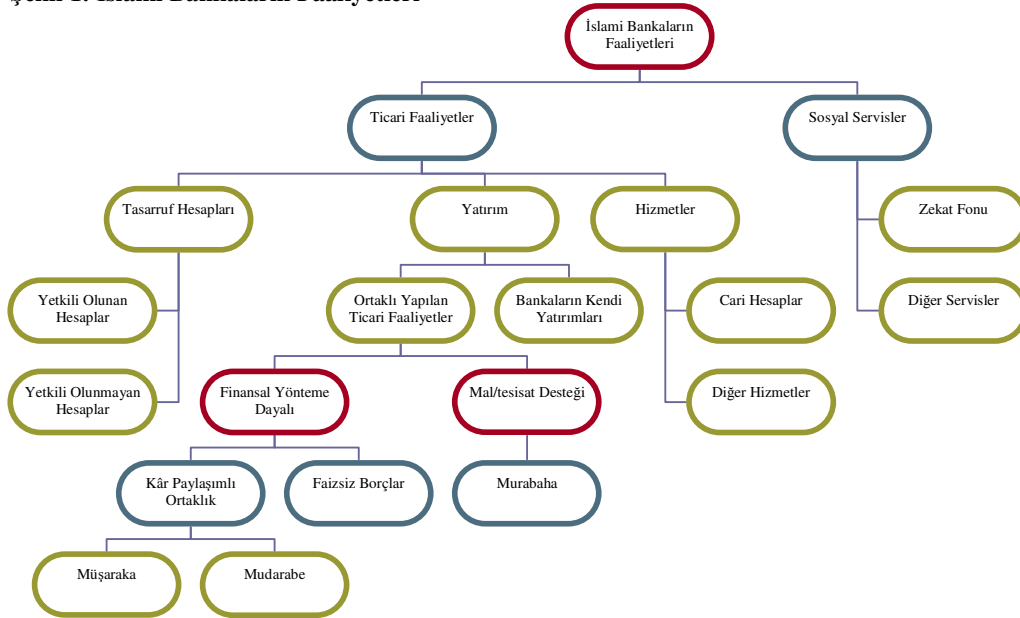 İslami Bankaların
Faaliyetleri
Ticari Faaliyetler
Sosyal Servisler
Tasarruf Hesapları
Yatırım
Hizmetler
Zekat Fonu
Yetkili Olunan
Hesaplar
Ortaklı Yapılan
Ticari Faaliyetler
Bankaların Kendi
Yatırımları
Cari Hesaplar
Diğer Servisler
Yetkili Olunmayan
Hesaplar
Finansal Yönteme
Dayalı
Mal/tesisat Desteği
Diğer Hizmetler
Kâr Paylaşımlı
Ortaklık
Faizsiz Borçlar
Murabaha
Müşaraka
Mudarabe